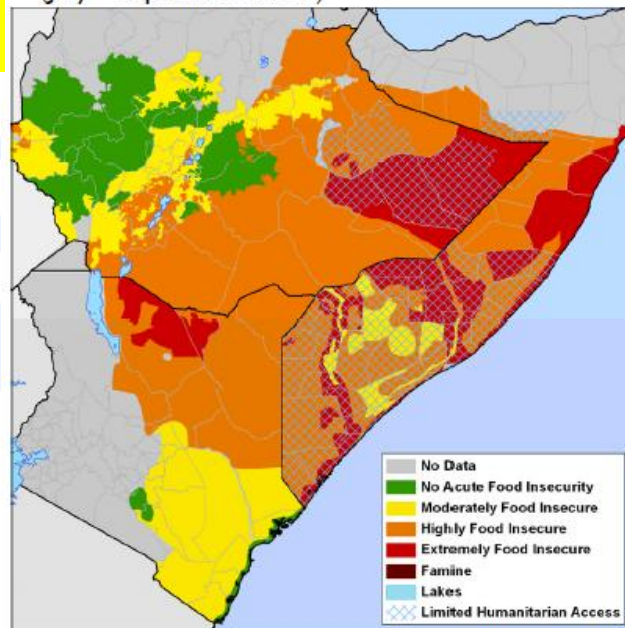 No Data
No Acute Food Insecurity
Moderately Food Insecure
Highly Food Insecure
Extremely Food Insecure
Famine
Lakes
Limited Humanitarian Access